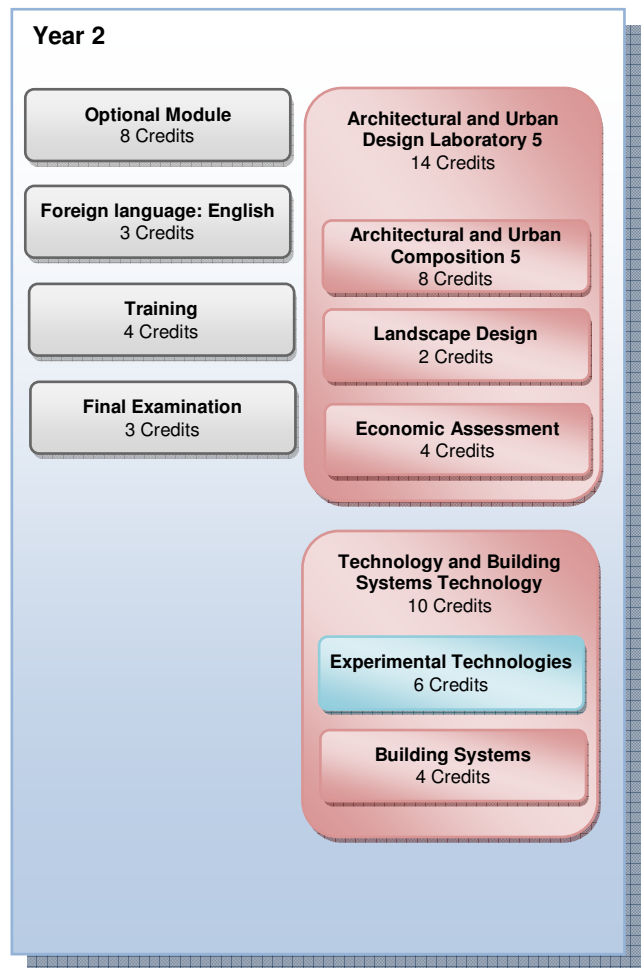 Year 2
Optional Module
8 Credits
Foreign language: English
3 Credits
Training
4 Credits
Final Examination
3 Credits
Architectural and Urban
Design Laboratory 5
14 Credits
Architectural and Urban
Composition 5
8 Credits
Landscape Design
2 Credits
Economic Assessment
4 Credits
Technology and Building
Systems Technology
10 Credits
Experimental Technologies
6 Credits
Building Systems
4 Credits